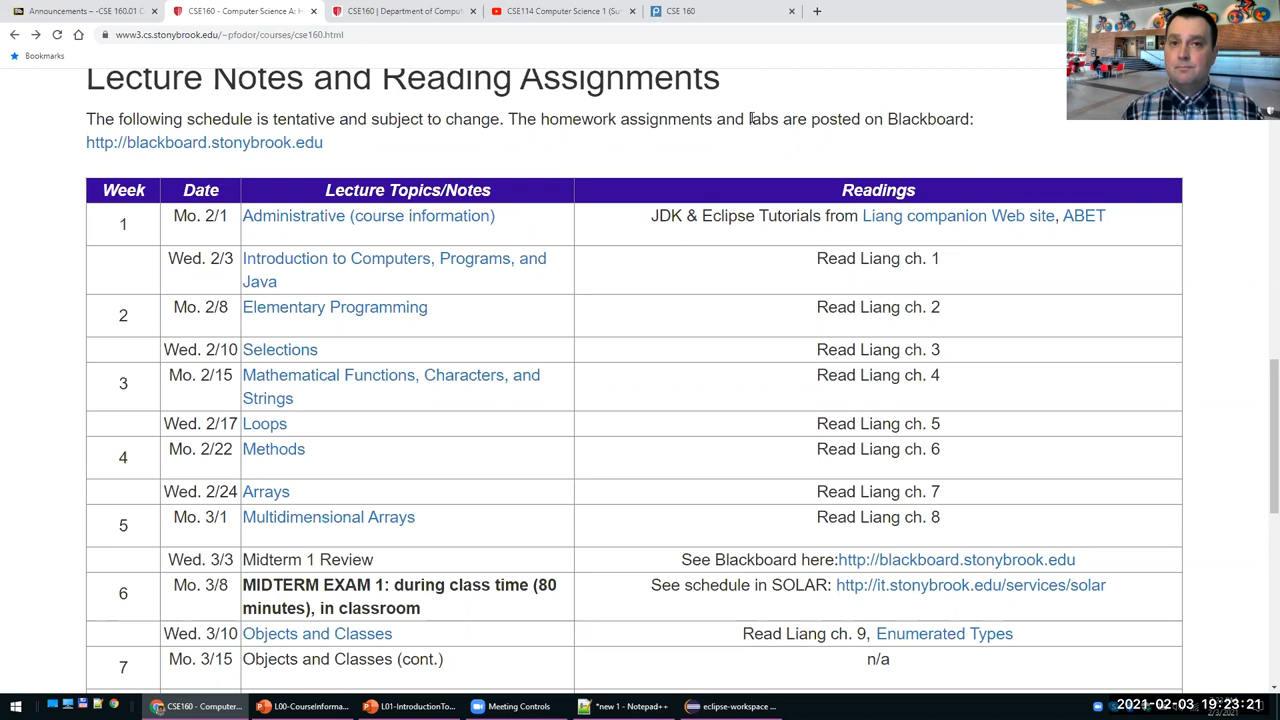 Announcements – -CSE 160.01 C
CSE160 - Computer Science A: H
CSE160 | Department of Comput
CSE114 Computer Science 1 (Su
CSE 160
www3.cs.stonybrook.edu/~pfodor/courses/cse160.html
Bookmarks
Lecture Notes and Reading Assignments
The following schedule is tentative and subject to change. The homework assignments and labs are posted on Blackboard:
http://blackboard.stonybrook.edu
Week Date Lecture Topics/Notes Readings
1 Mo. 2/1 Administrative (course information) JDK & Eclipse Tutorials from Liang companion Web site, ABET
Wed. 2/3 Introduction to Computers, Programs, and Read Liang ch. 1
Java
2 Mo. 2/8 Elementary Programming Read Liang ch. 2
Wed. 2/10 Selections Read Liang ch. 3
3 Mo. 2/15 Mathematical Functions, Characters, and Read Liang ch. 4
Strings
Wed. 2/17 Loops Read Liang ch. 5
4 Mo. 2/22 Methods Read Liang ch. 6
Wed. 2/24 Arrays Read Liang ch. 7
5 Mo. 3/1 Multidimensional Arrays Read Liang ch. 8
Wed. 3/3 Midterm 1 Review See Blackboard here:http://blackboard.stonybrook.edu
6 Mo. 3/8 MIDTERM EXAM 1: during class time (80 See schedule in SOLAR: http://it.stonybrook.edu/services/solar
minutes), in classroom
Wed. 3/10 Objects and Classes Read Liang ch. 9, Enumerated Types
7 Mo. 3/15 Objects and Classes (cont.) n/a
CSE160 - Computer...
L00-CourseInforma...
L01-IntroductionTo...
Meeting Controls
*new 1 - Notepad++
eclipse-workspace ...
2021-02-03 19:23:21